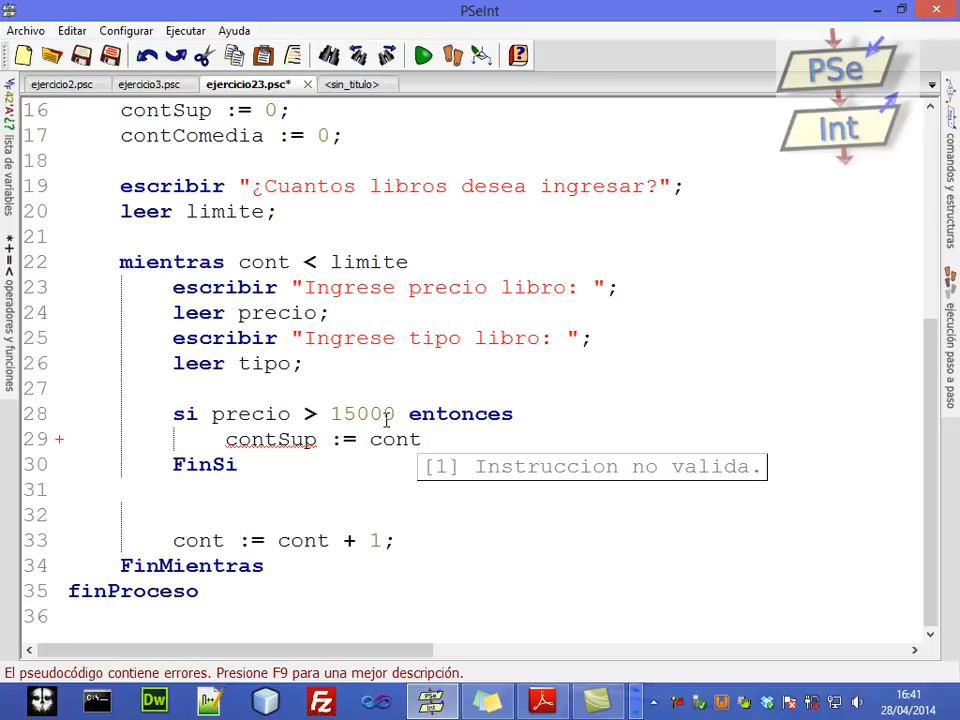 PSeInt
Archivo Editar Configurar Ejecutar Ayuda
ejercicio2.psc ejercicio3.psc ejercicio23.psc* <sin_titulo>
PSe
Int
lista de variables
operadores y funciones
comandos y estructuras
ejecución paso a paso
16 contSup := 0;
17 contComedia := 0;
18
19 escribir "¿Cuantos libros desea ingresar?";
20 leer limite;
21
22 mientras cont < limite
23 escribir "Ingrese precio libro: ";
24 leer precio;
25 escribir "Ingrese tipo libro: ";
26 leer tipo;
27
28 si precio > 15000 entonces
29 + contSup := cont
30 FinSi
[1] Instruccion no valida.
31
32
33 cont := cont + 1;
34 FinMientras
35 finProceso
36
El pseudocódigo contiene errores. Presione F9 para una mejor descripción.
16:41
28/04/2014